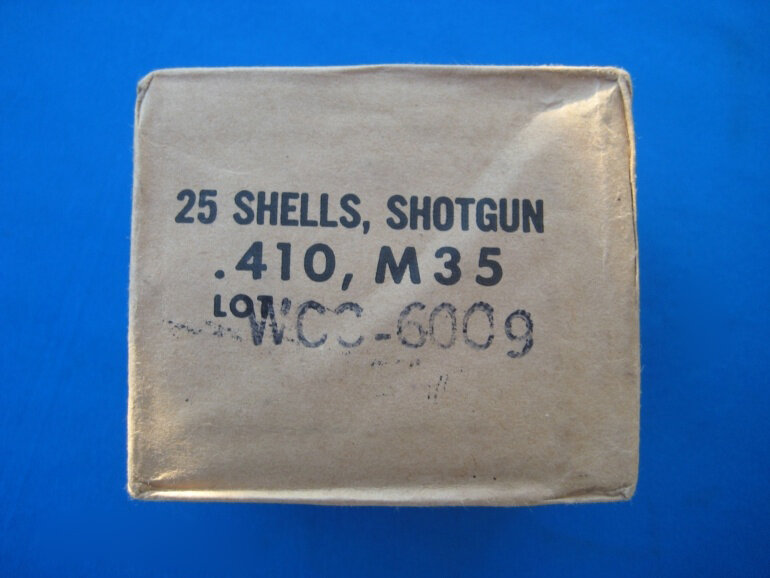 25 SHELLS, SHOTGUN
.410, M35
LOT WCC-6009